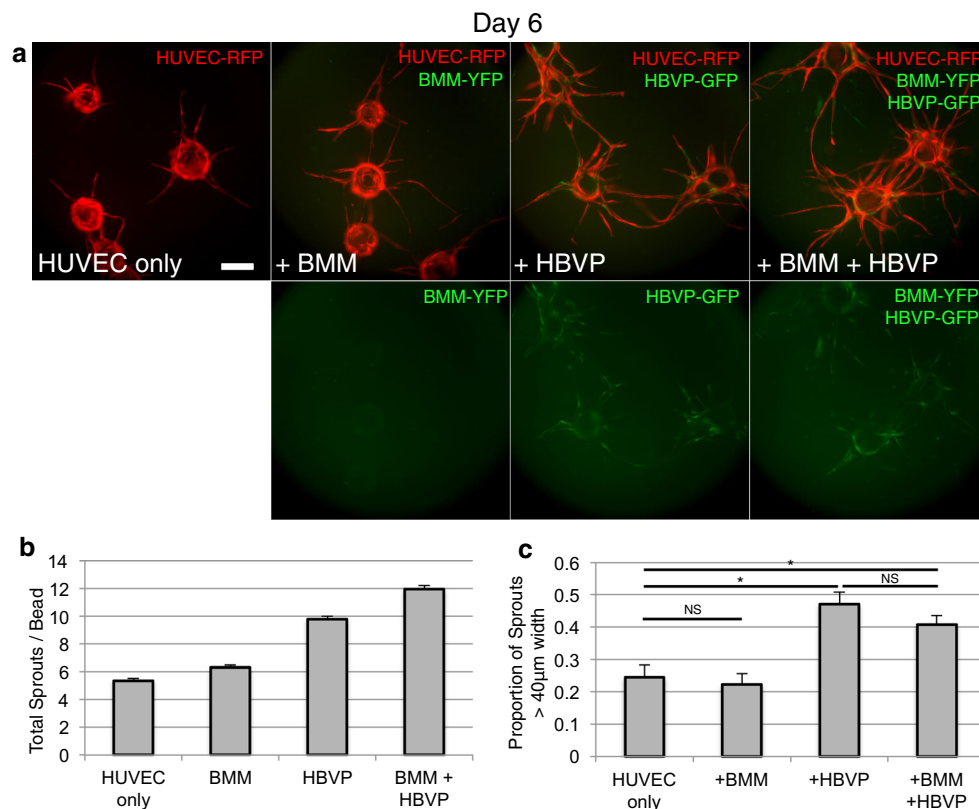 Day 6
a
HUVEC-RFP
HUVEC only
HUVEC-RFP
BMM-YFP
+ BMM
HUVEC-RFP
HBVP-GFP
+ HBVP
HUVEC-RFP
BMM-YFP
HBVP-GFP
+ BMM + HBVP
BMM-YFP
HBVP-GFP
BMM-YFP
HBVP-GFP
b
Total Sprouts / Bead
14
12
10
8
6
4
2
0
HUVEC
only
BMM
HBVP
BMM +
HBVP
c
Proportion of Sprouts
> 40µm width
0.6
0.5
0.4
0.3
0.2
0.1
0
*
*
NS
NS
HUVEC
only
+BMM
+HBVP
+BMM
+HBVP